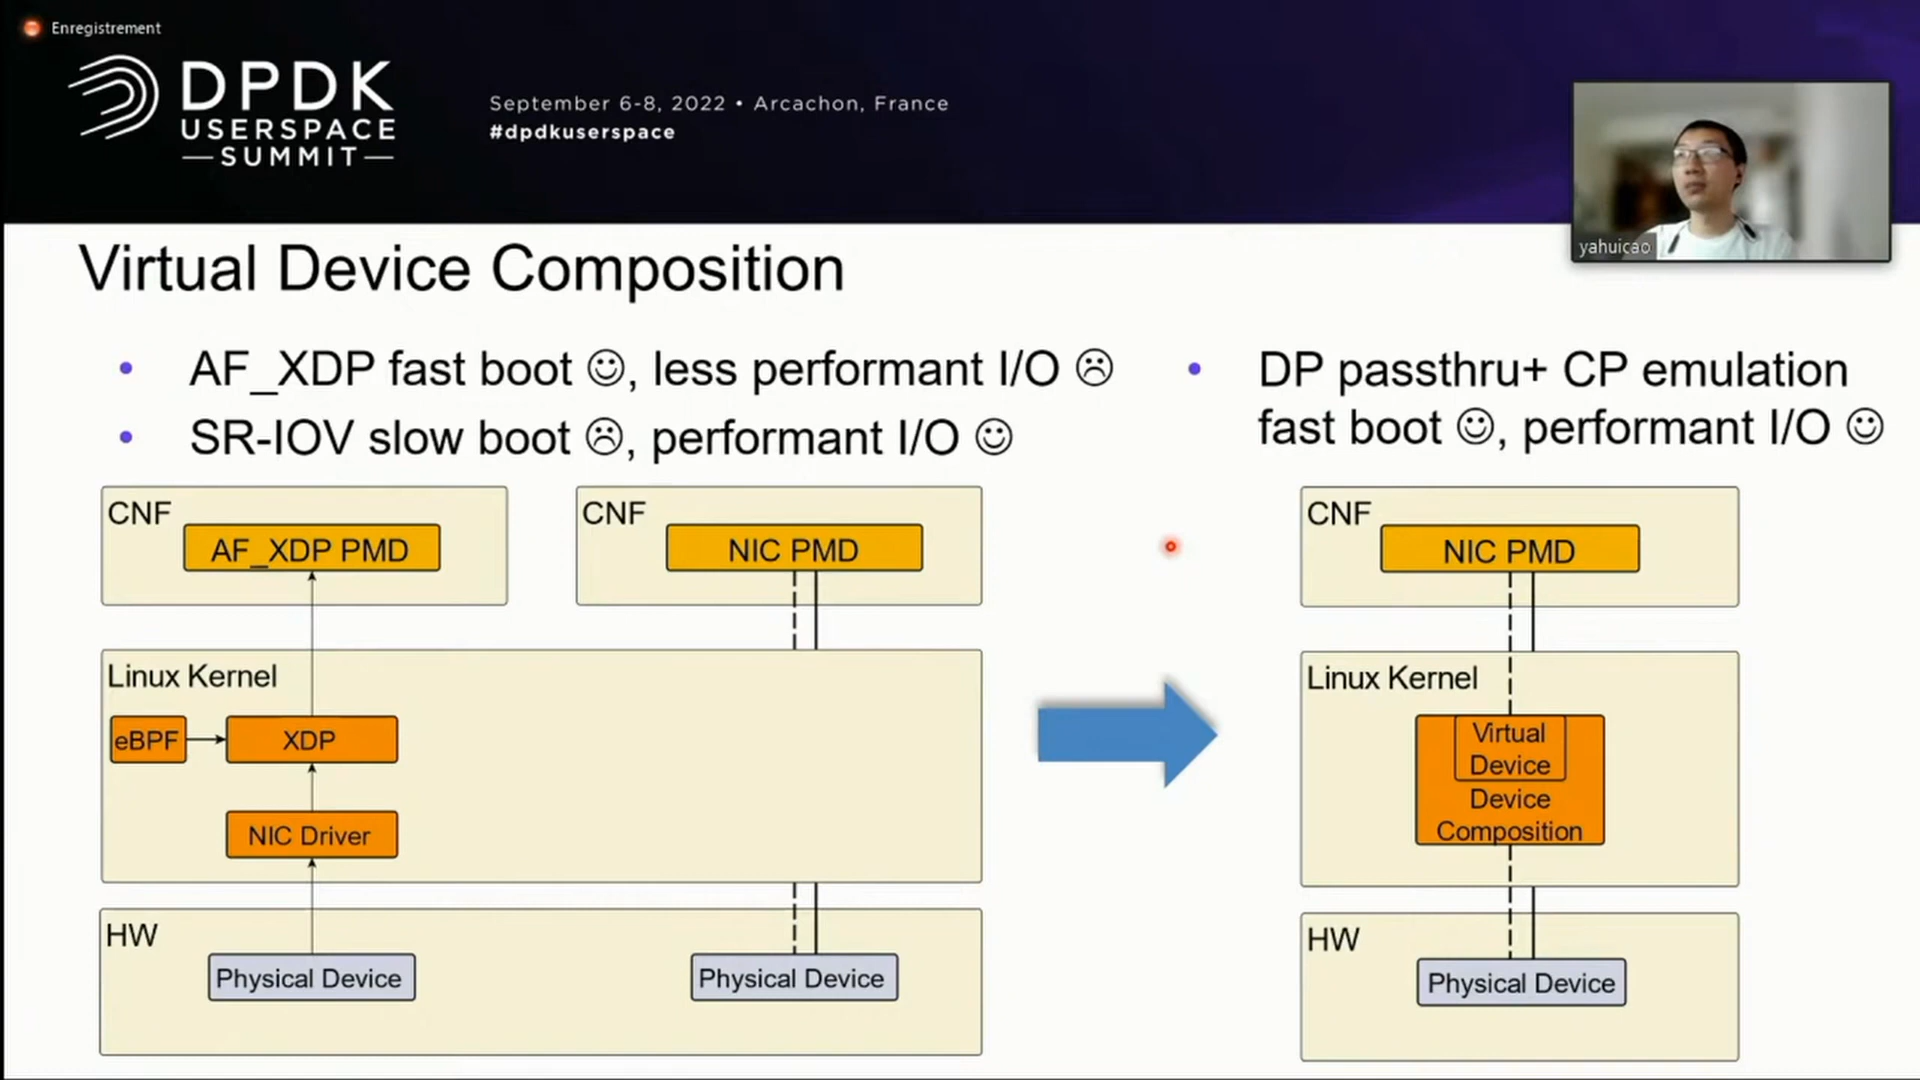 Enregistrement
DPDK
USERSPACE
SUMMIT
September 6-8, 2022 • Arcachon, France
#dpdkuserspace
yahuicao
Virtual Device Composition
• AF_XDP fast boot ☺, less performant I/O ☹
• SR-IOV slow boot ☹, performant I/O ☺
• DP passthru+ CP emulation
fast boot ☺, performant I/O ☺
CNF
AF_XDP PMD
CNF
NIC PMD
Linux Kernel
eBPF
XDP
NIC Driver
HW
Physical Device
Physical Device
CNF
NIC PMD
Linux Kernel
Virtual
Device
Device
Composition
HW
Physical Device